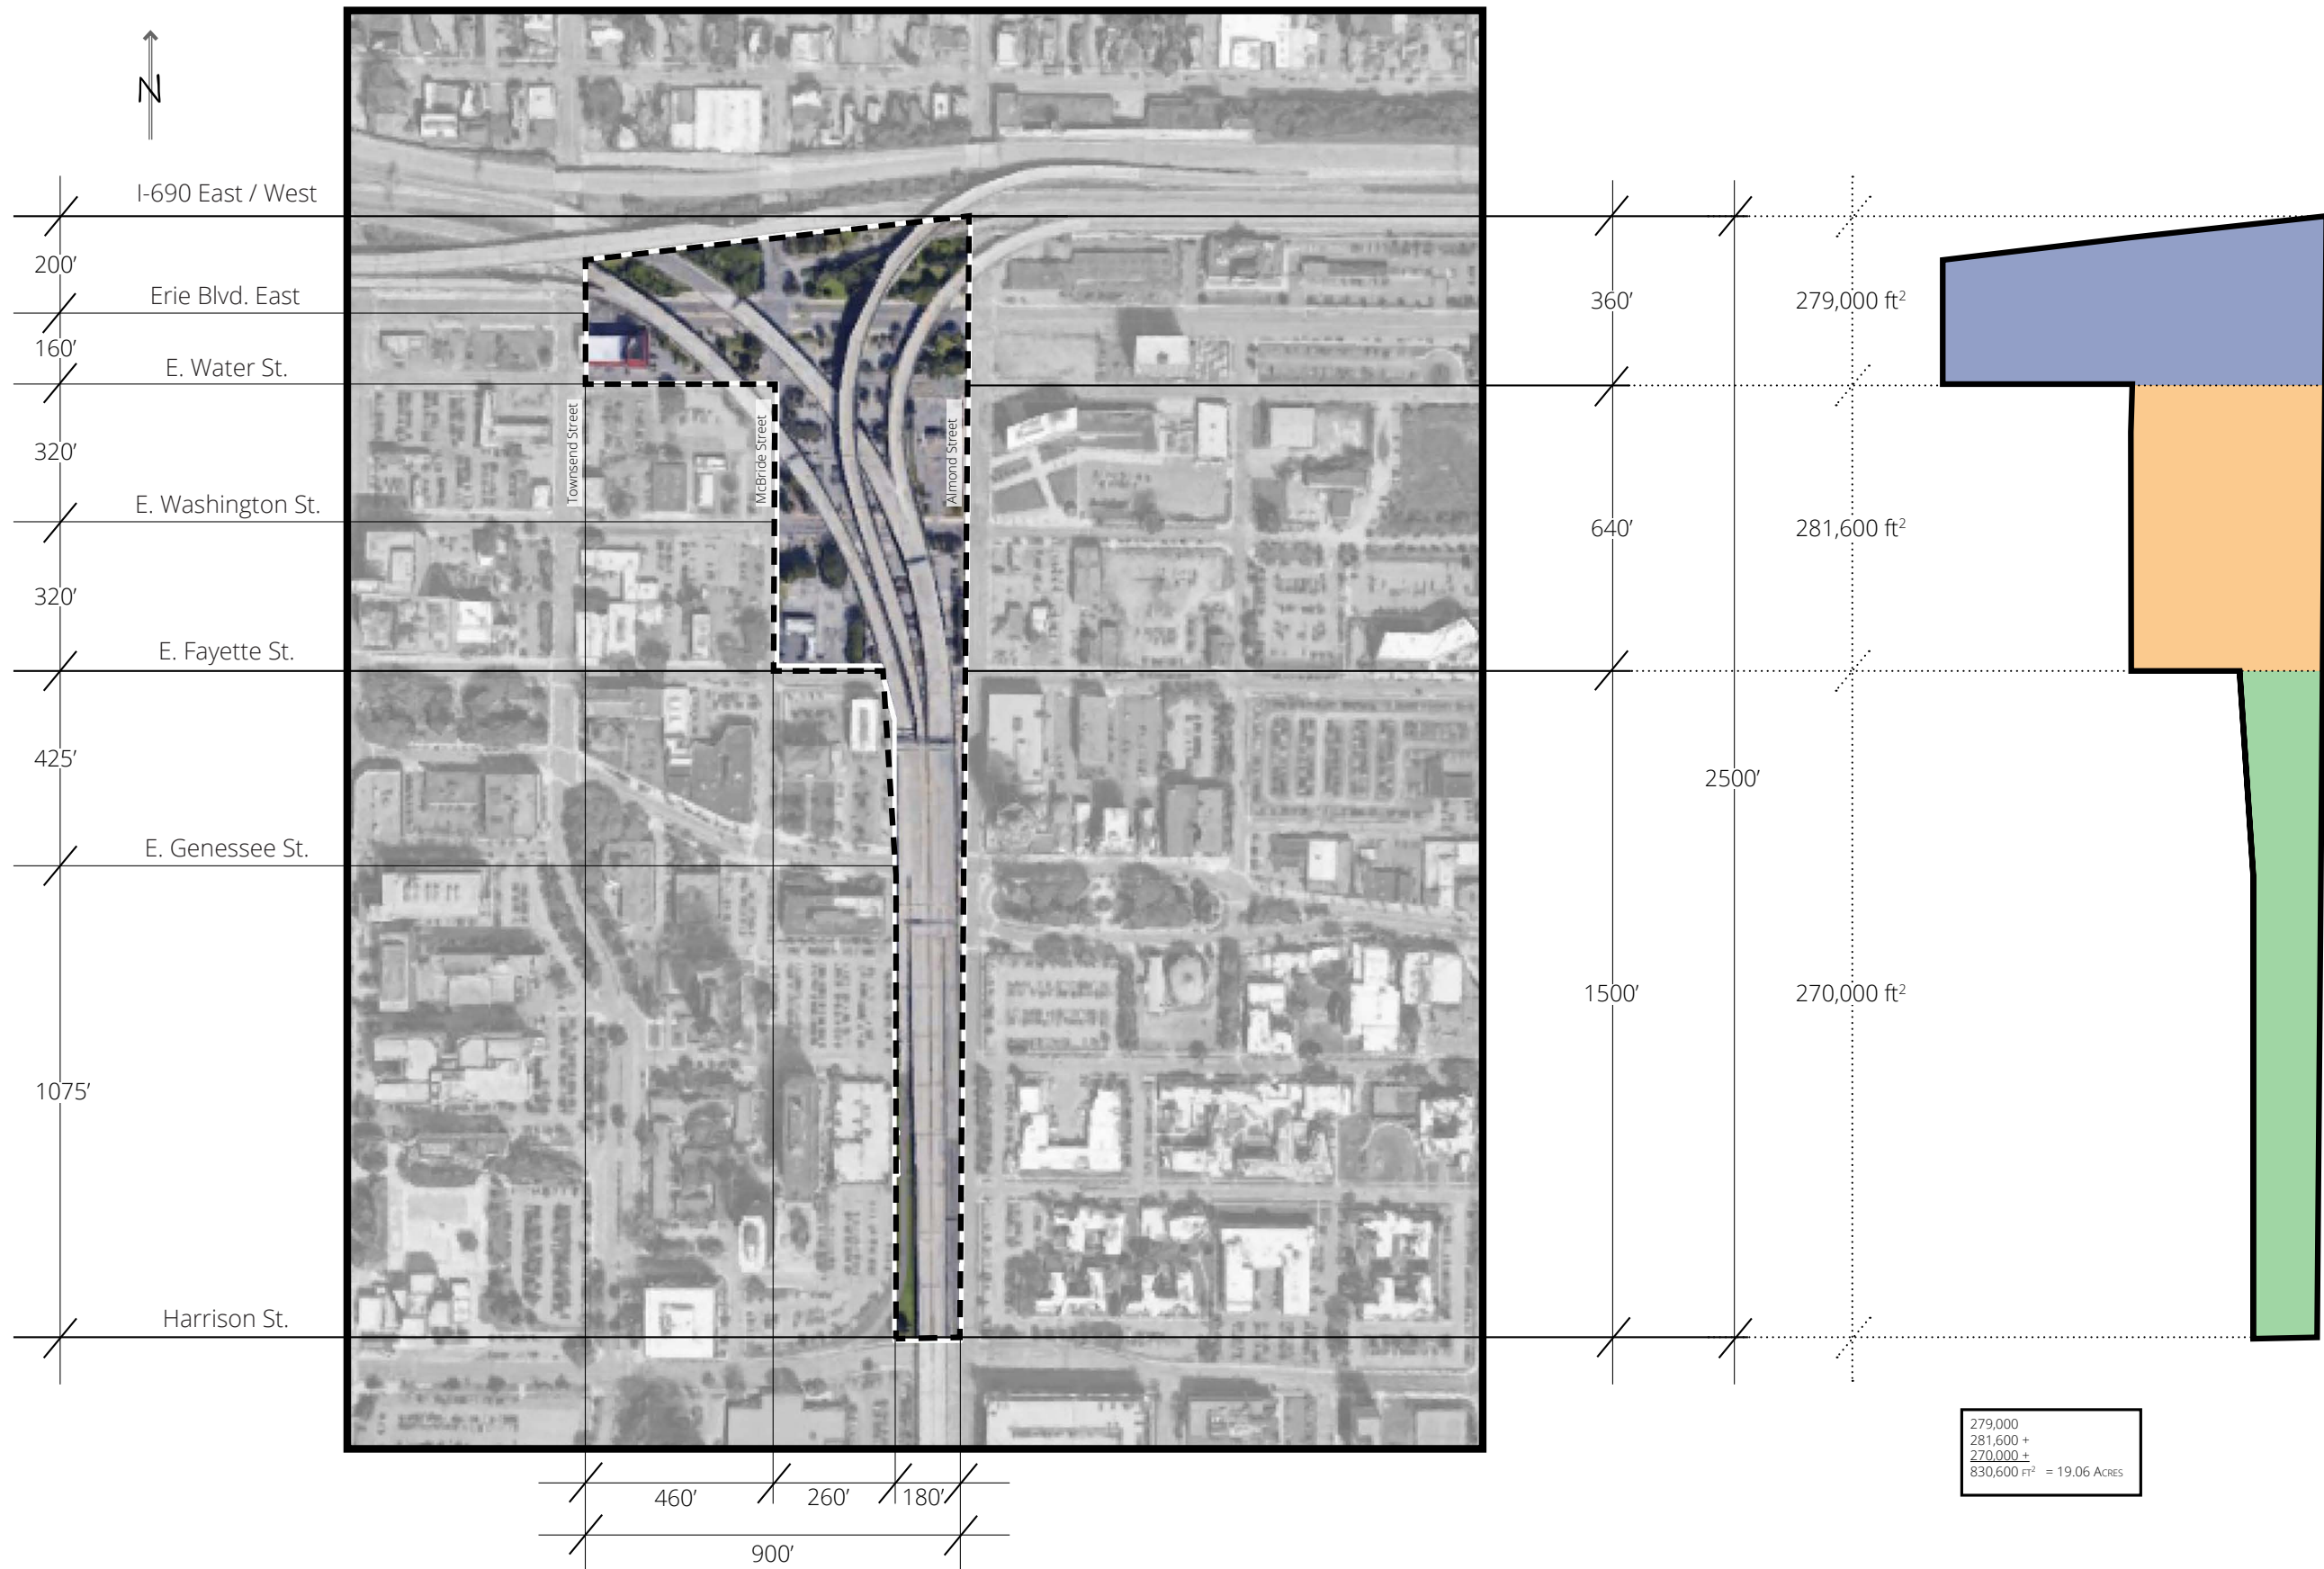 N
I-690 East / West
200’
Erie Blvd. East
160’
E. Water St.
320’
E. Washington St.
320’
E. Fayette St.
425’
E. Genessee St.
1075’
Harrison St.
Townsend Street
McBride Street
Almond Street
460’
260’
180’
900’
360’
640’
1500’
2500’
279,000 ft²
281,600 ft²
270,000 ft²
279,000
281,600 +
270,000 +
830,600 FT² = 19.06 ACRES